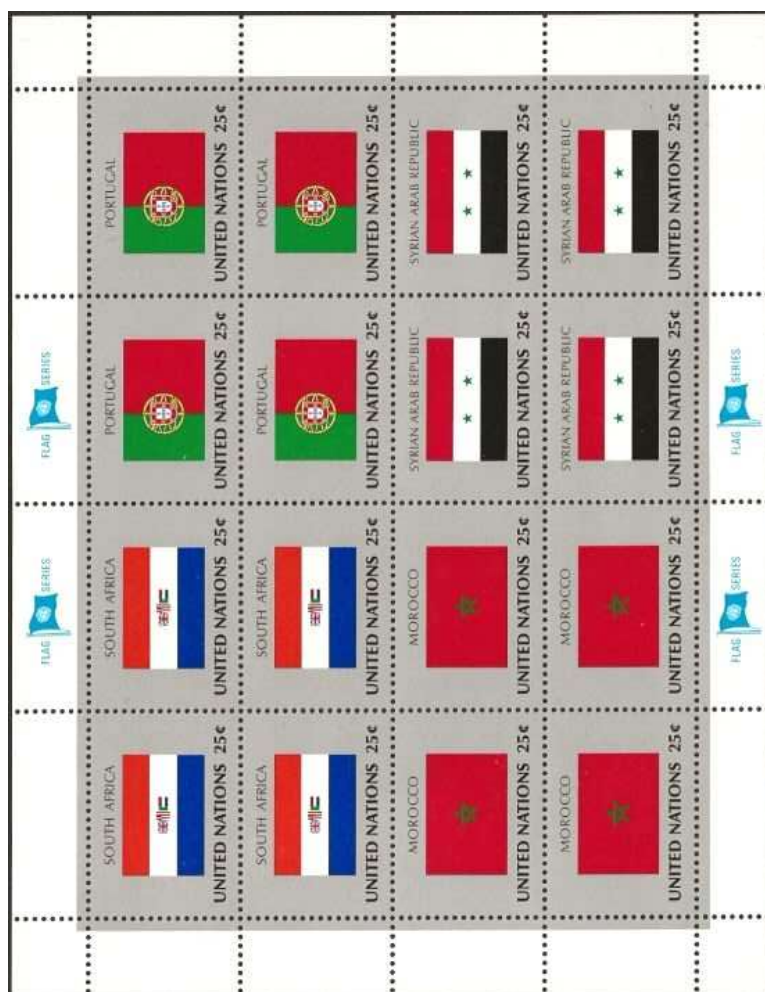 FLAG SERIES
FLAG SERIES
SOUTH AFRICA
UNITED NATIONS 25¢
SOUTH AFRICA
UNITED NATIONS 25¢
PORTUGAL
UNITED NATIONS 25¢
PORTUGAL
UNITED NATIONS 25¢
SOUTH AFRICA
UNITED NATIONS 25¢
SOUTH AFRICA
UNITED NATIONS 25¢
PORTUGAL
UNITED NATIONS 25¢
PORTUGAL
UNITED NATIONS 25¢
MOROCCO
UNITED NATIONS 25¢
MOROCCO
UNITED NATIONS 25¢
SYRIAN ARAB REPUBLIC
UNITED NATIONS 25¢
SYRIAN ARAB REPUBLIC
UNITED NATIONS 25¢
MOROCCO
UNITED NATIONS 25¢
MOROCCO
UNITED NATIONS 25¢
SYRIAN ARAB REPUBLIC
UNITED NATIONS 25¢
SYRIAN ARAB REPUBLIC
UNITED NATIONS 25¢
FLAG SERIES
FLAG SERIES